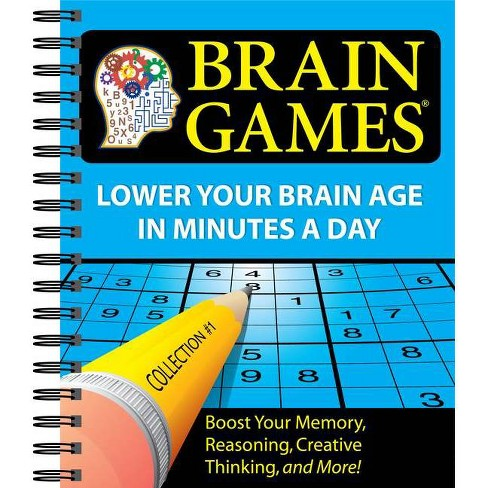 BRAIN
GAMES®
LOWER YOUR BRAIN AGE
IN MINUTES A DAY
COLLECTION #1
Boost Your Memory,
Reasoning, Creative
Thinking, and More!